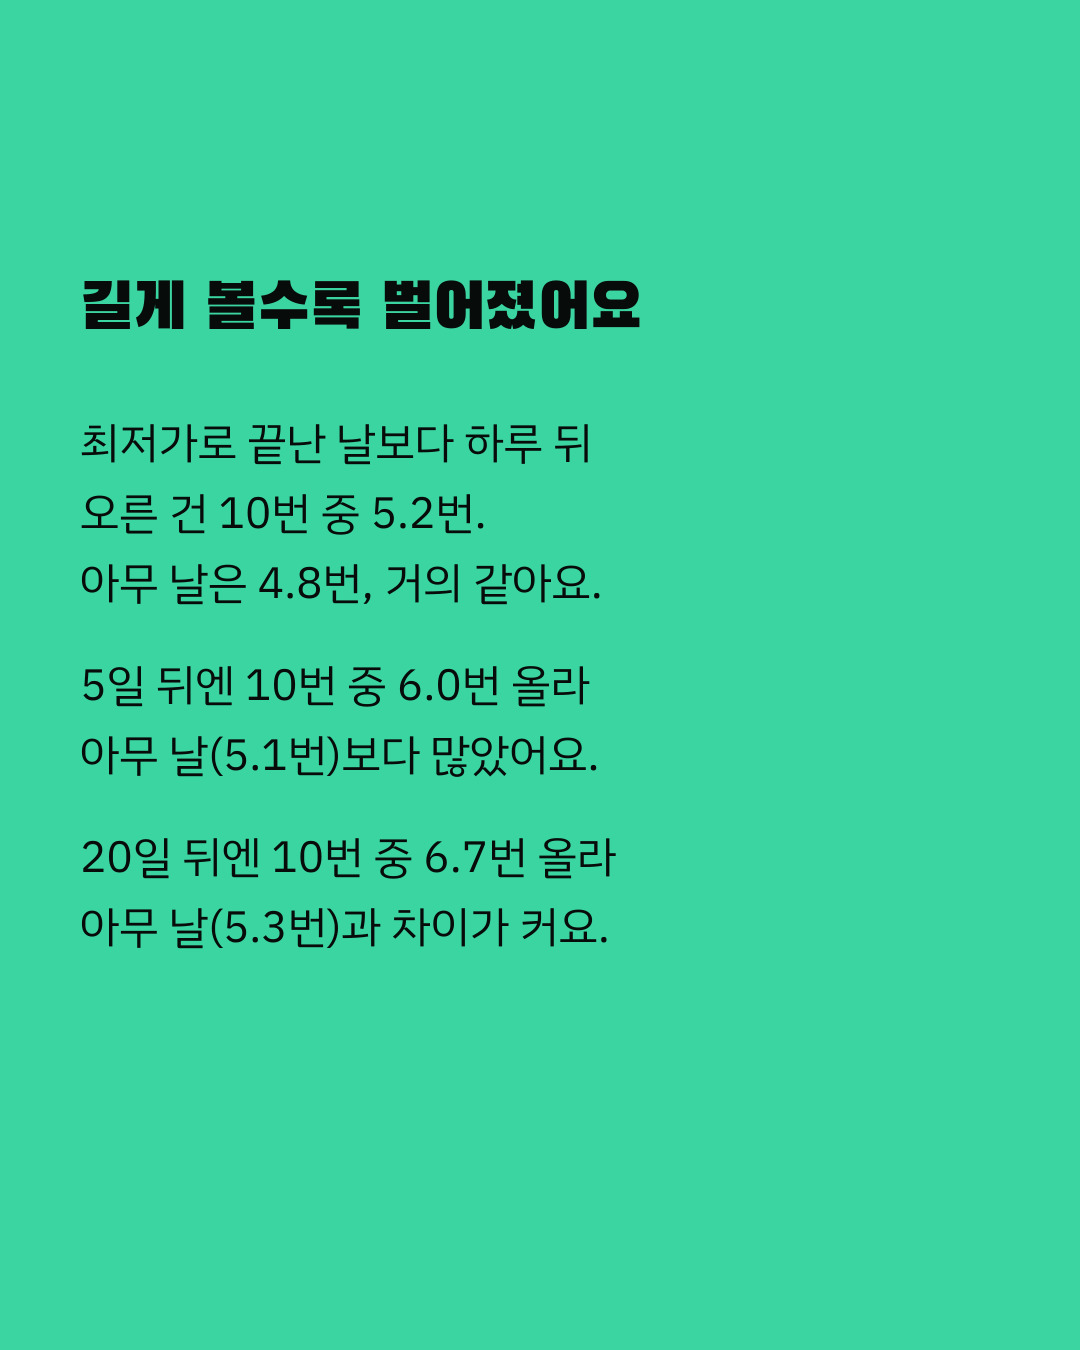 길게 볼수록 벌어졌어요
최저가로 끝난 날보다 하루 뒤
오른 건 10번 중 5.2번.
아무 날은 4.8번, 거의 같아요.
5일 뒤엔 10번 중 6.0번 올라
아무 날(5.1번)보다 많았어요.
20일 뒤엔 10번 중 6.7번 올라
아무 날(5.3번)과 차이가 커요.